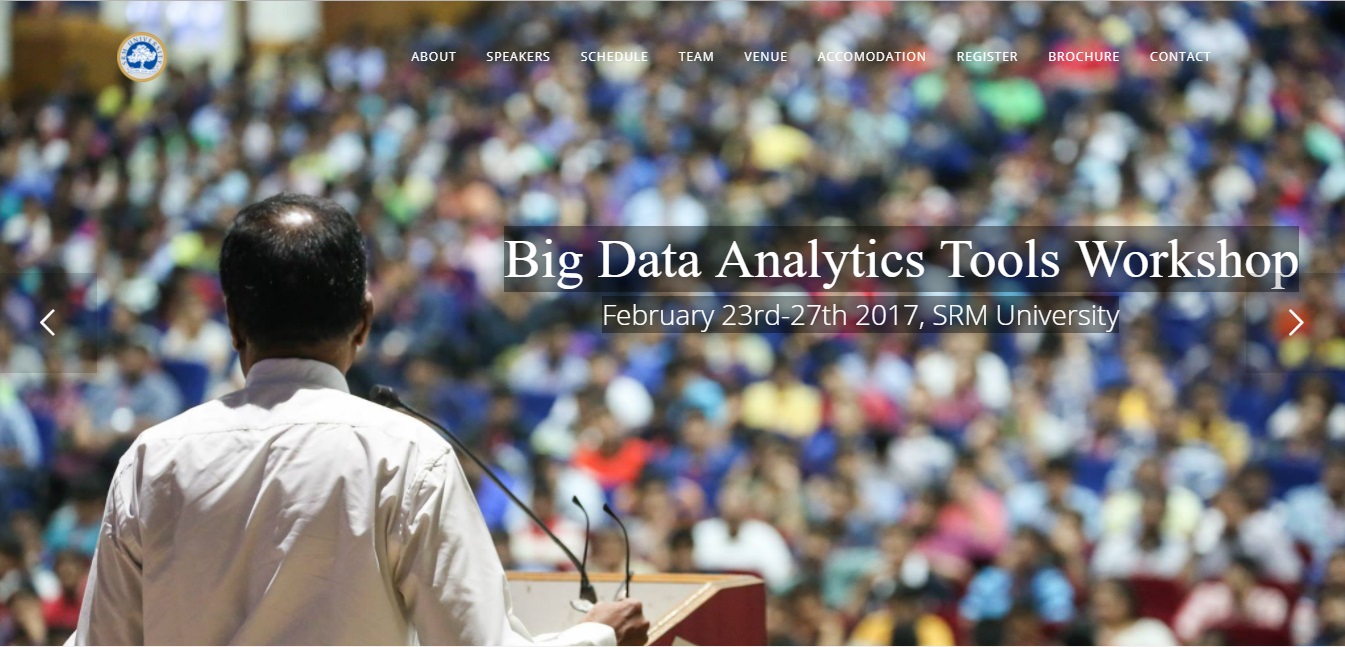 ABOUT SPEAKERS SCHEDULE TEAM VENUE ACCOMODATION REGISTER BROCHURE CONTACT
Big Data Analytics Tools Workshop
February 23rd-27th 2017, SRM University